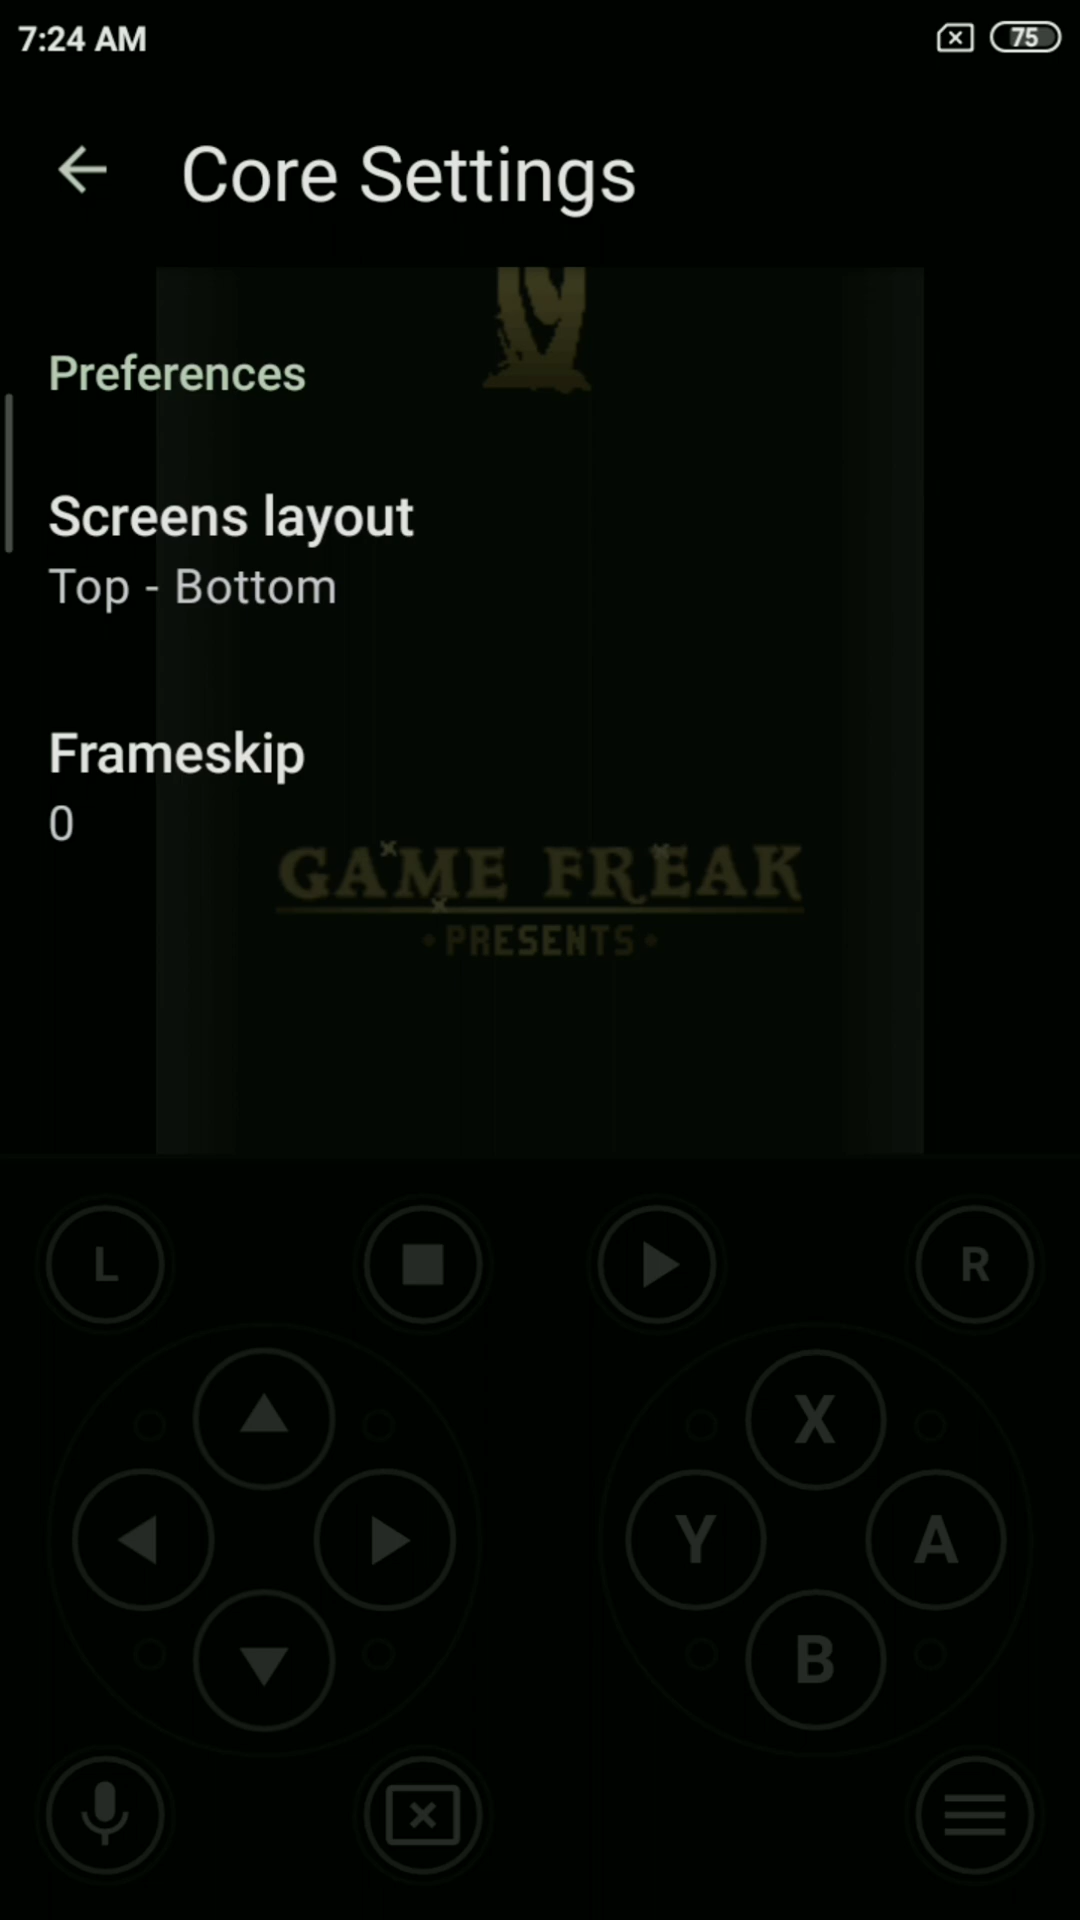 7:24 AM
75
Core Settings
Preferences
Screens layout
Top - Bottom
Frameskip
0
GAME FREAK
PRESENTS
L
R
X
Y
A
B